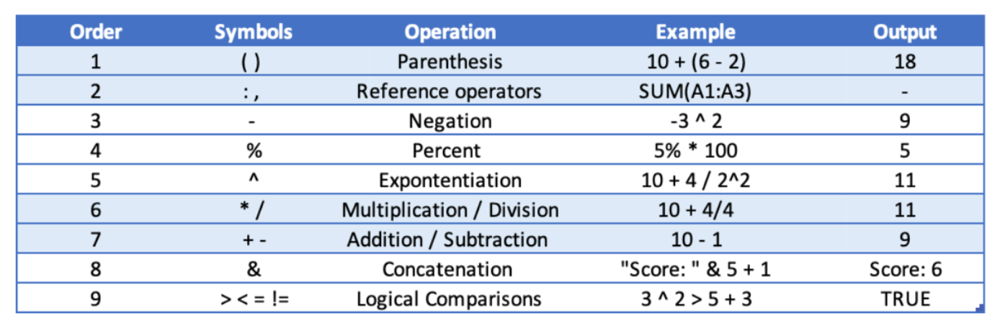 Order Symbols Operation Example Output
1 ( ) Parenthesis 10 + (6 - 2) 18
2 : , Reference operators SUM(A1:A3) -
3 - Negation -3 ^ 2 9
4 % Percent 5% * 100 5
5 ^ Expontentiation 10 + 4 / 2^2 11
6 * / Multiplication / Division 10 + 4/4 11
7 + - Addition / Subtraction 10 - 1 9
8 & Concatenation "Score: " & 5 + 1 Score: 6
9 > < = != Logical Comparisons 3 ^ 2 > 5 + 3 TRUE